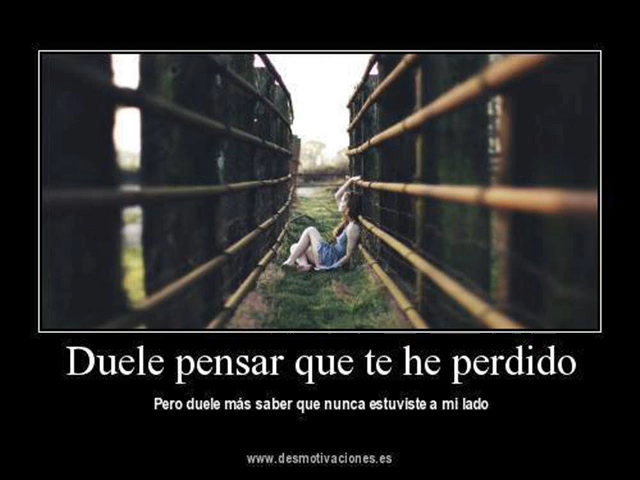 Duele pensar que te he perdido
Pero duele más saber que nunca estuviste a mi lado
www.desmotivaciones.es